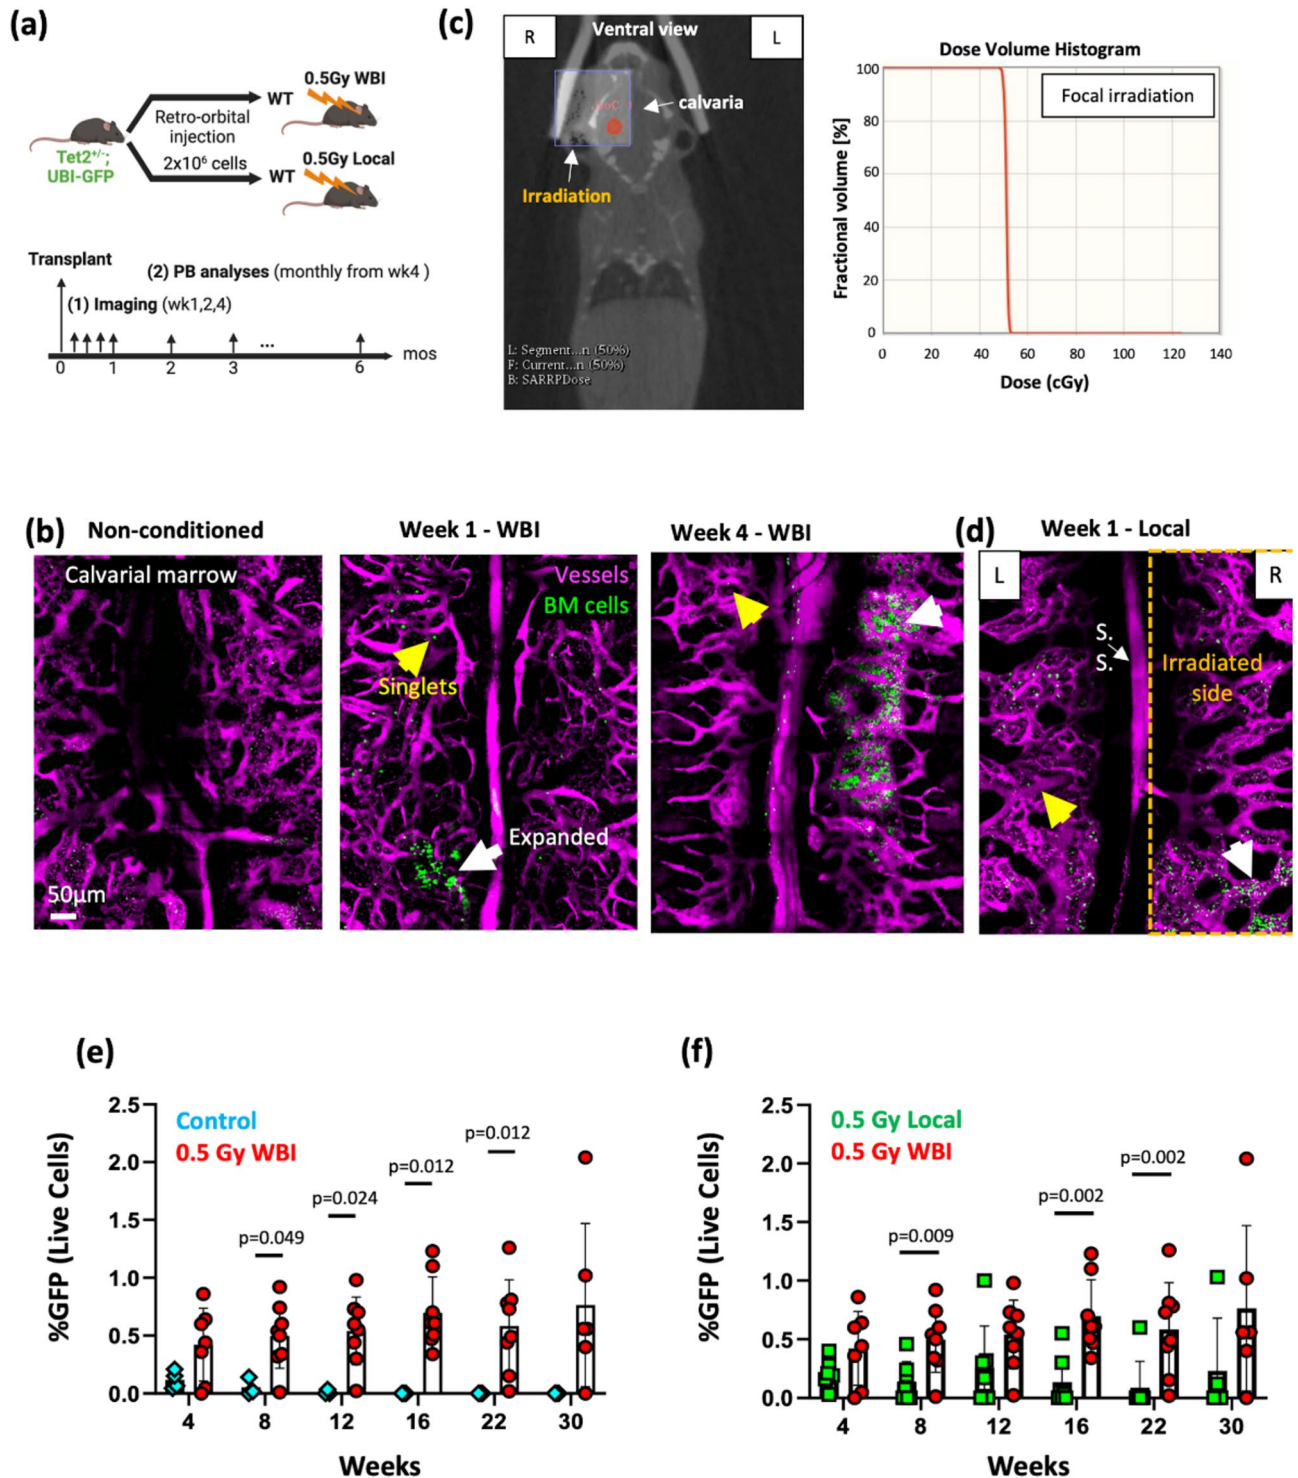 (a)
0.5Gy WBI
WT
Retro-orbital
injection
2x10⁶ cells
0.5Gy Local
WT
Tet2+/-;
UBI-GFP
Transplant
(2) PB analyses (monthly from wk4 )
(1) Imaging (wk1,2,4)
...
mos
0 1 2 3 6
(c)
R
Ventral view
L
calvaria
Irradiation
L: Segment...n (50%)
F: Current...n (50%)
B: SARRPDose
Dose Volume Histogram
Focal irradiation
Fractional volume [%]
100
80
60
40
20
0
0 20 40 60 80 100 120 140
Dose (cGy)
(b)
Non-conditioned
Week 1 - WBI
Week 4 - WBI
Calvarial marrow
50μm
Vessels
BM cells
Singlets
Expanded
(d)
Week 1 - Local
L
R
S.
S.
Irradiated
side
(e)
%GFP (Live Cells)
2.5
2.0
1.5
1.0
0.5
0.0
Control
0.5 Gy WBI
p=0.049
p=0.024
p=0.012
p=0.012
4 8 12 16 22 30
Weeks
(f)
%GFP (Live Cells)
2.5
2.0
1.5
1.0
0.5
0.0
0.5 Gy Local
0.5 Gy WBI
p=0.009
p=0.002
p=0.002
4 8 12 16 22 30
Weeks